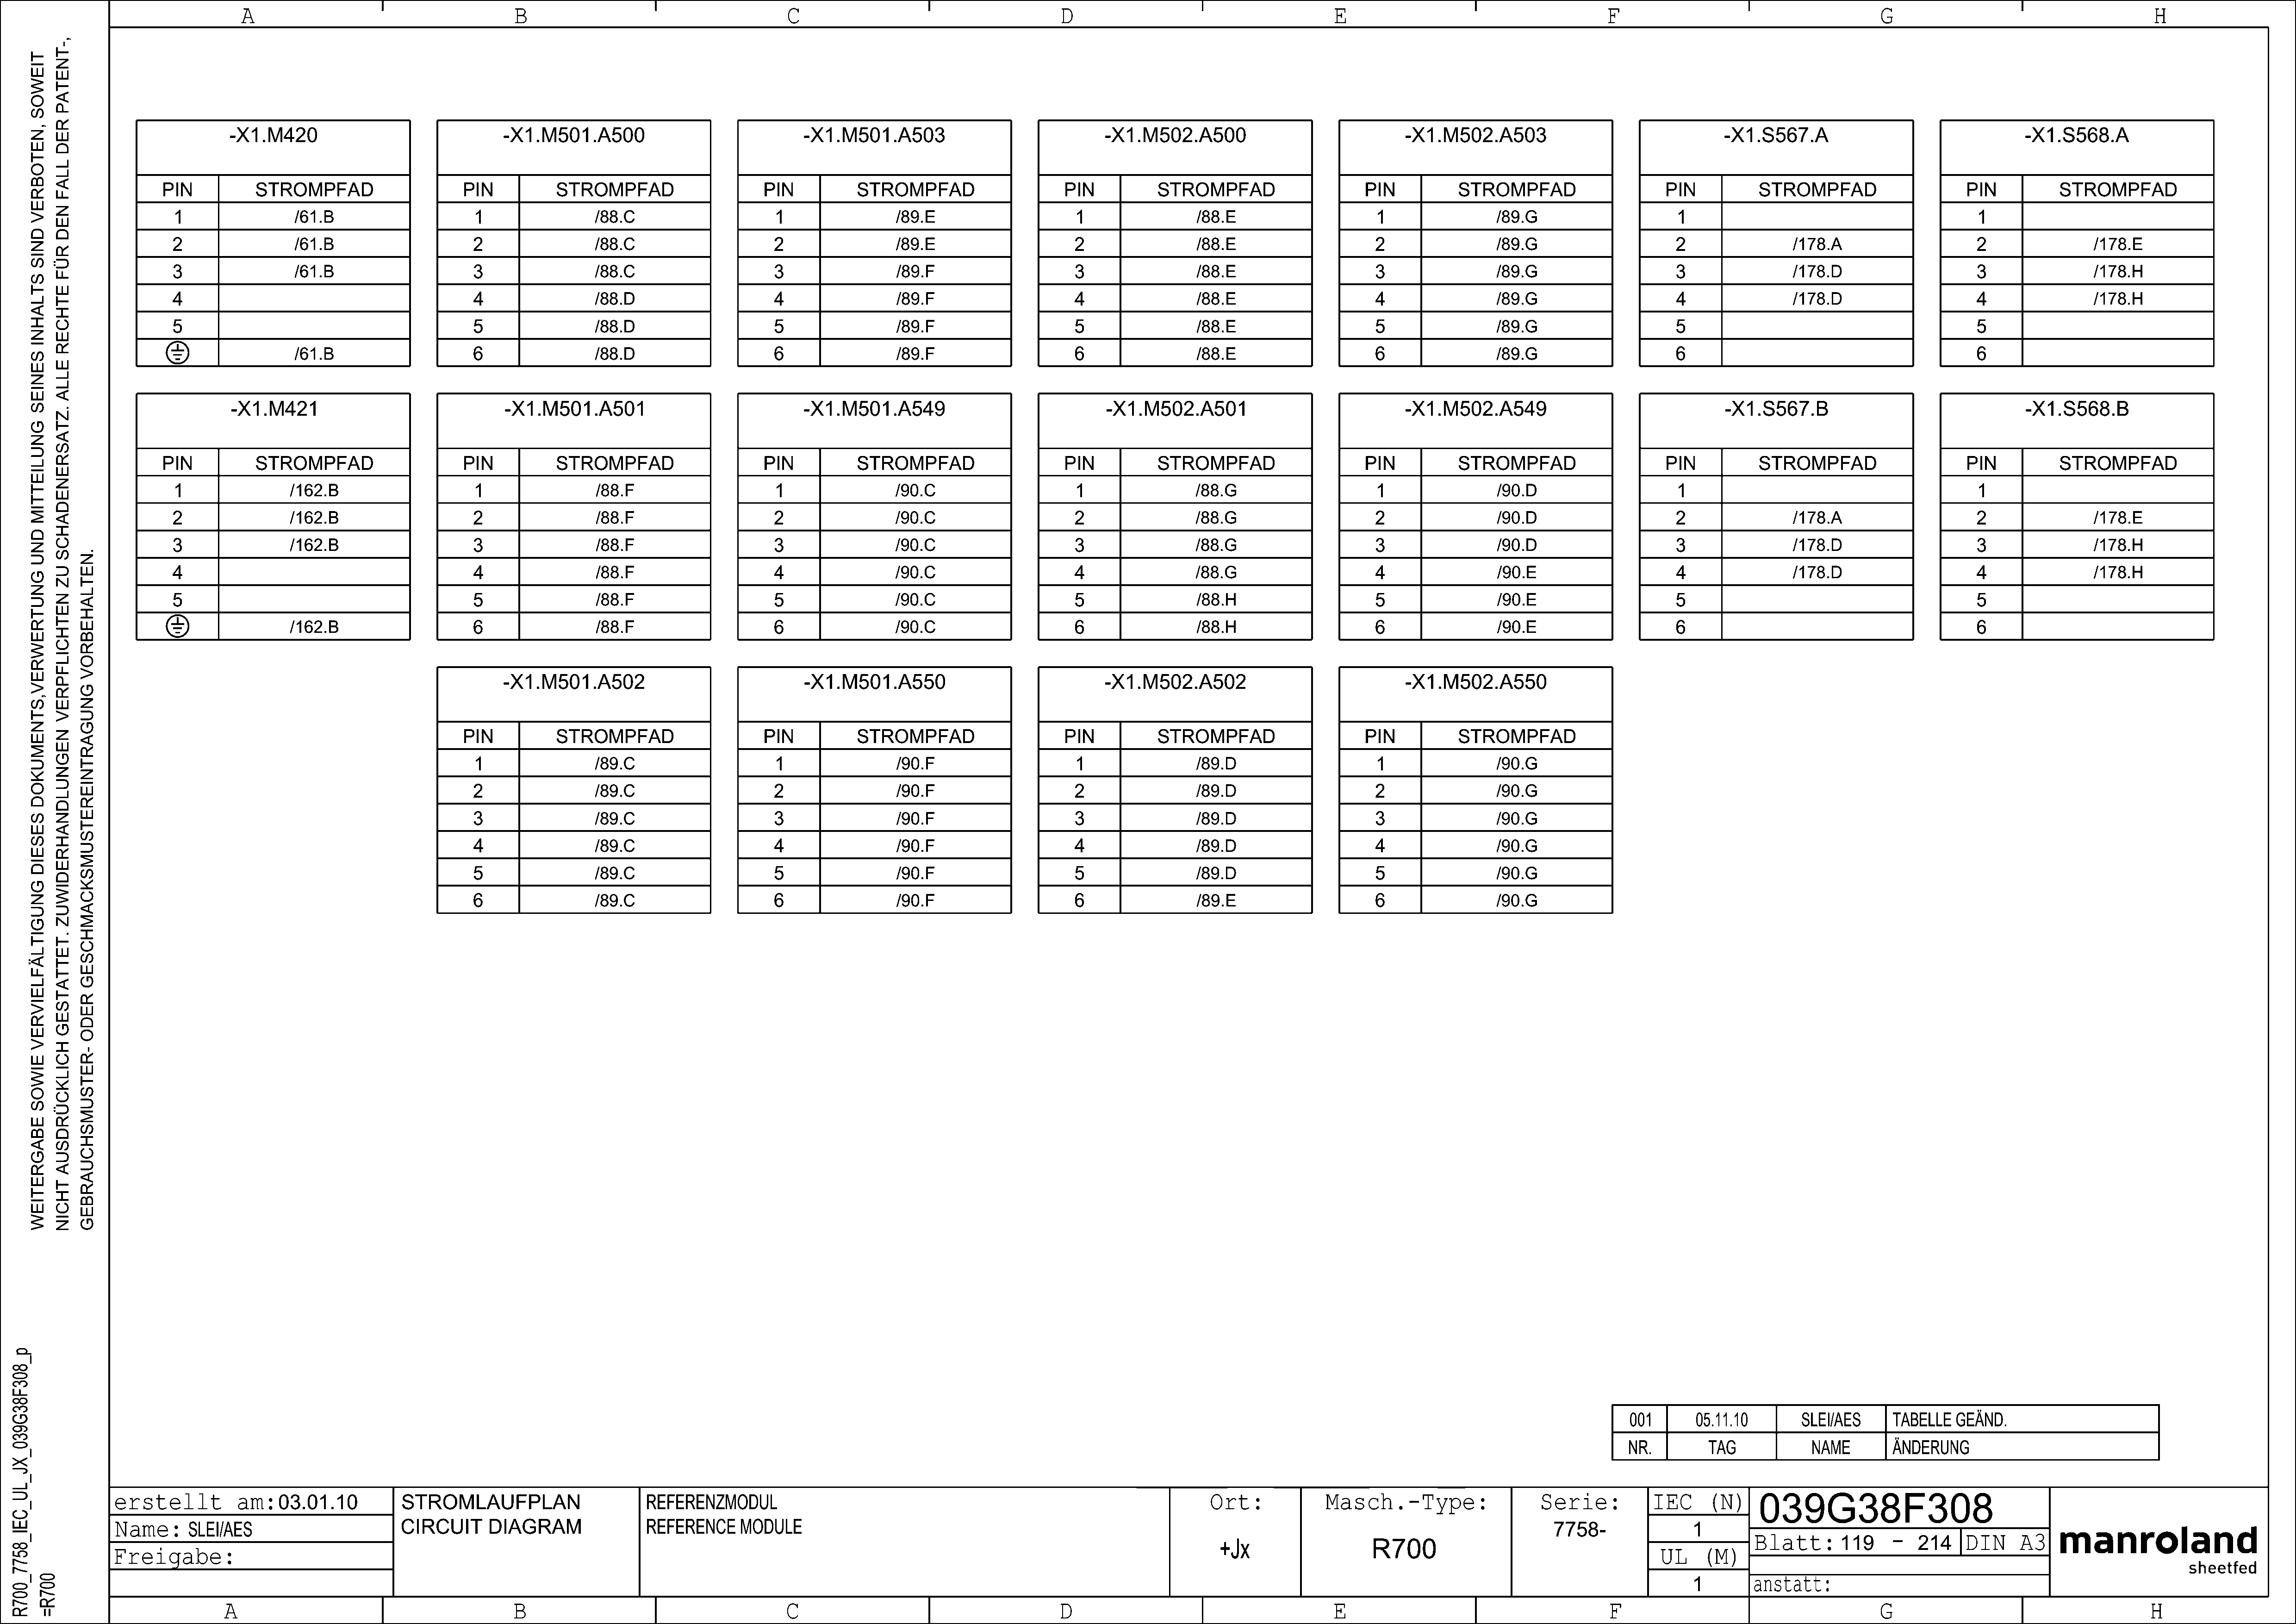 A B C D E F G H
WEITERGABE SOWIE VERVIELFÄLTIGUNG DIESES DOKUMENTS,VERWERTUNG UND MITTEILUNG SEINES INHALTS SIND VERBOTEN, SOWEIT
NICHT AUSDRÜCKLICH GESTATTET. ZUWIDERHANDLUNGEN VERPFLICHTEN ZU SCHADENERSATZ. ALLE RECHTE FÜR DEN FALL DER PATENT-,
GEBRAUCHSMUSTER- ODER GESCHMACKSMUSTEREINTRAGUNG VORBEHALTEN.
R700_7758_IEC_UL_JX_039G38F308_p
=R700
-X1.M420 -X1.M501.A500 -X1.M501.A503 -X1.M502.A500 -X1.M502.A503 -X1.S567.A -X1.S568.A
PIN STROMPFAD PIN STROMPFAD PIN STROMPFAD PIN STROMPFAD PIN STROMPFAD PIN STROMPFAD PIN STROMPFAD
1 /61.B 1 /88.C 1 /89.E 1 /88.E 1 /89.G 1 1
2 /61.B 2 /88.C 2 /89.E 2 /88.E 2 /89.G 2 /178.A 2 /178.E
3 /61.B 3 /88.C 3 /89.F 3 /88.E 3 /89.G 3 /178.D 3 /178.H
4 4 /88.D 4 /89.F 4 /88.E 4 /89.G 4 /178.D 4 /178.H
5 5 /88.D 5 /89.F 5 /88.E 5 /89.G 5 5
/61.B 6 /88.D 6 /89.F 6 /88.E 6 /89.G 6 6
-X1.M421 -X1.M501.A501 -X1.M501.A549 -X1.M502.A501 -X1.M502.A549 -X1.S567.B -X1.S568.B
PIN STROMPFAD PIN STROMPFAD PIN STROMPFAD PIN STROMPFAD PIN STROMPFAD PIN STROMPFAD PIN STROMPFAD
1 /162.B 1 /88.F 1 /90.C 1 /88.G 1 /90.D 1 1
2 /162.B 2 /88.F 2 /90.C 2 /88.G 2 /90.D 2 /178.A 2 /178.E
3 /162.B 3 /88.F 3 /90.C 3 /88.G 3 /90.D 3 /178.D 3 /178.H
4 4 /88.F 4 /90.C 4 /88.G 4 /90.E 4 /178.D 4 /178.H
5 5 /88.F 5 /90.C 5 /88.H 5 /90.E 5 5
/162.B 6 /88.F 6 /90.C 6 /88.H 6 /90.E 6 6
-X1.M501.A502 -X1.M501.A550 -X1.M502.A502 -X1.M502.A550
PIN STROMPFAD PIN STROMPFAD PIN STROMPFAD PIN STROMPFAD
1 /89.C 1 /90.F 1 /89.D 1 /90.G
2 /89.C 2 /90.F 2 /89.D 2 /90.G
3 /89.C 3 /90.F 3 /89.D 3 /90.G
4 /89.C 4 /90.F 4 /89.D 4 /90.G
5 /89.C 5 /90.F 5 /89.D 5 /90.G
6 /89.C 6 /90.F 6 /89.E 6 /90.G
001 05.11.10 SLEI/AES TABELLE GEÄND.
NR. TAG NAME ÄNDERUNG
erstellt am: 03.01.10
Name: SLEI/AES
Freigabe:
STROMLAUFPLAN
CIRCUIT DIAGRAM
REFERENZMODUL
REFERENCE MODULE
Ort:
+Jx
Masch.-Type:
R700
Serie:
7758-
IEC (N)
1
UL (M)
1
039G38F308
Blatt: 119 - 214 DIN A3
anstatt:
manroland
sheetfed
A B C D E F G H